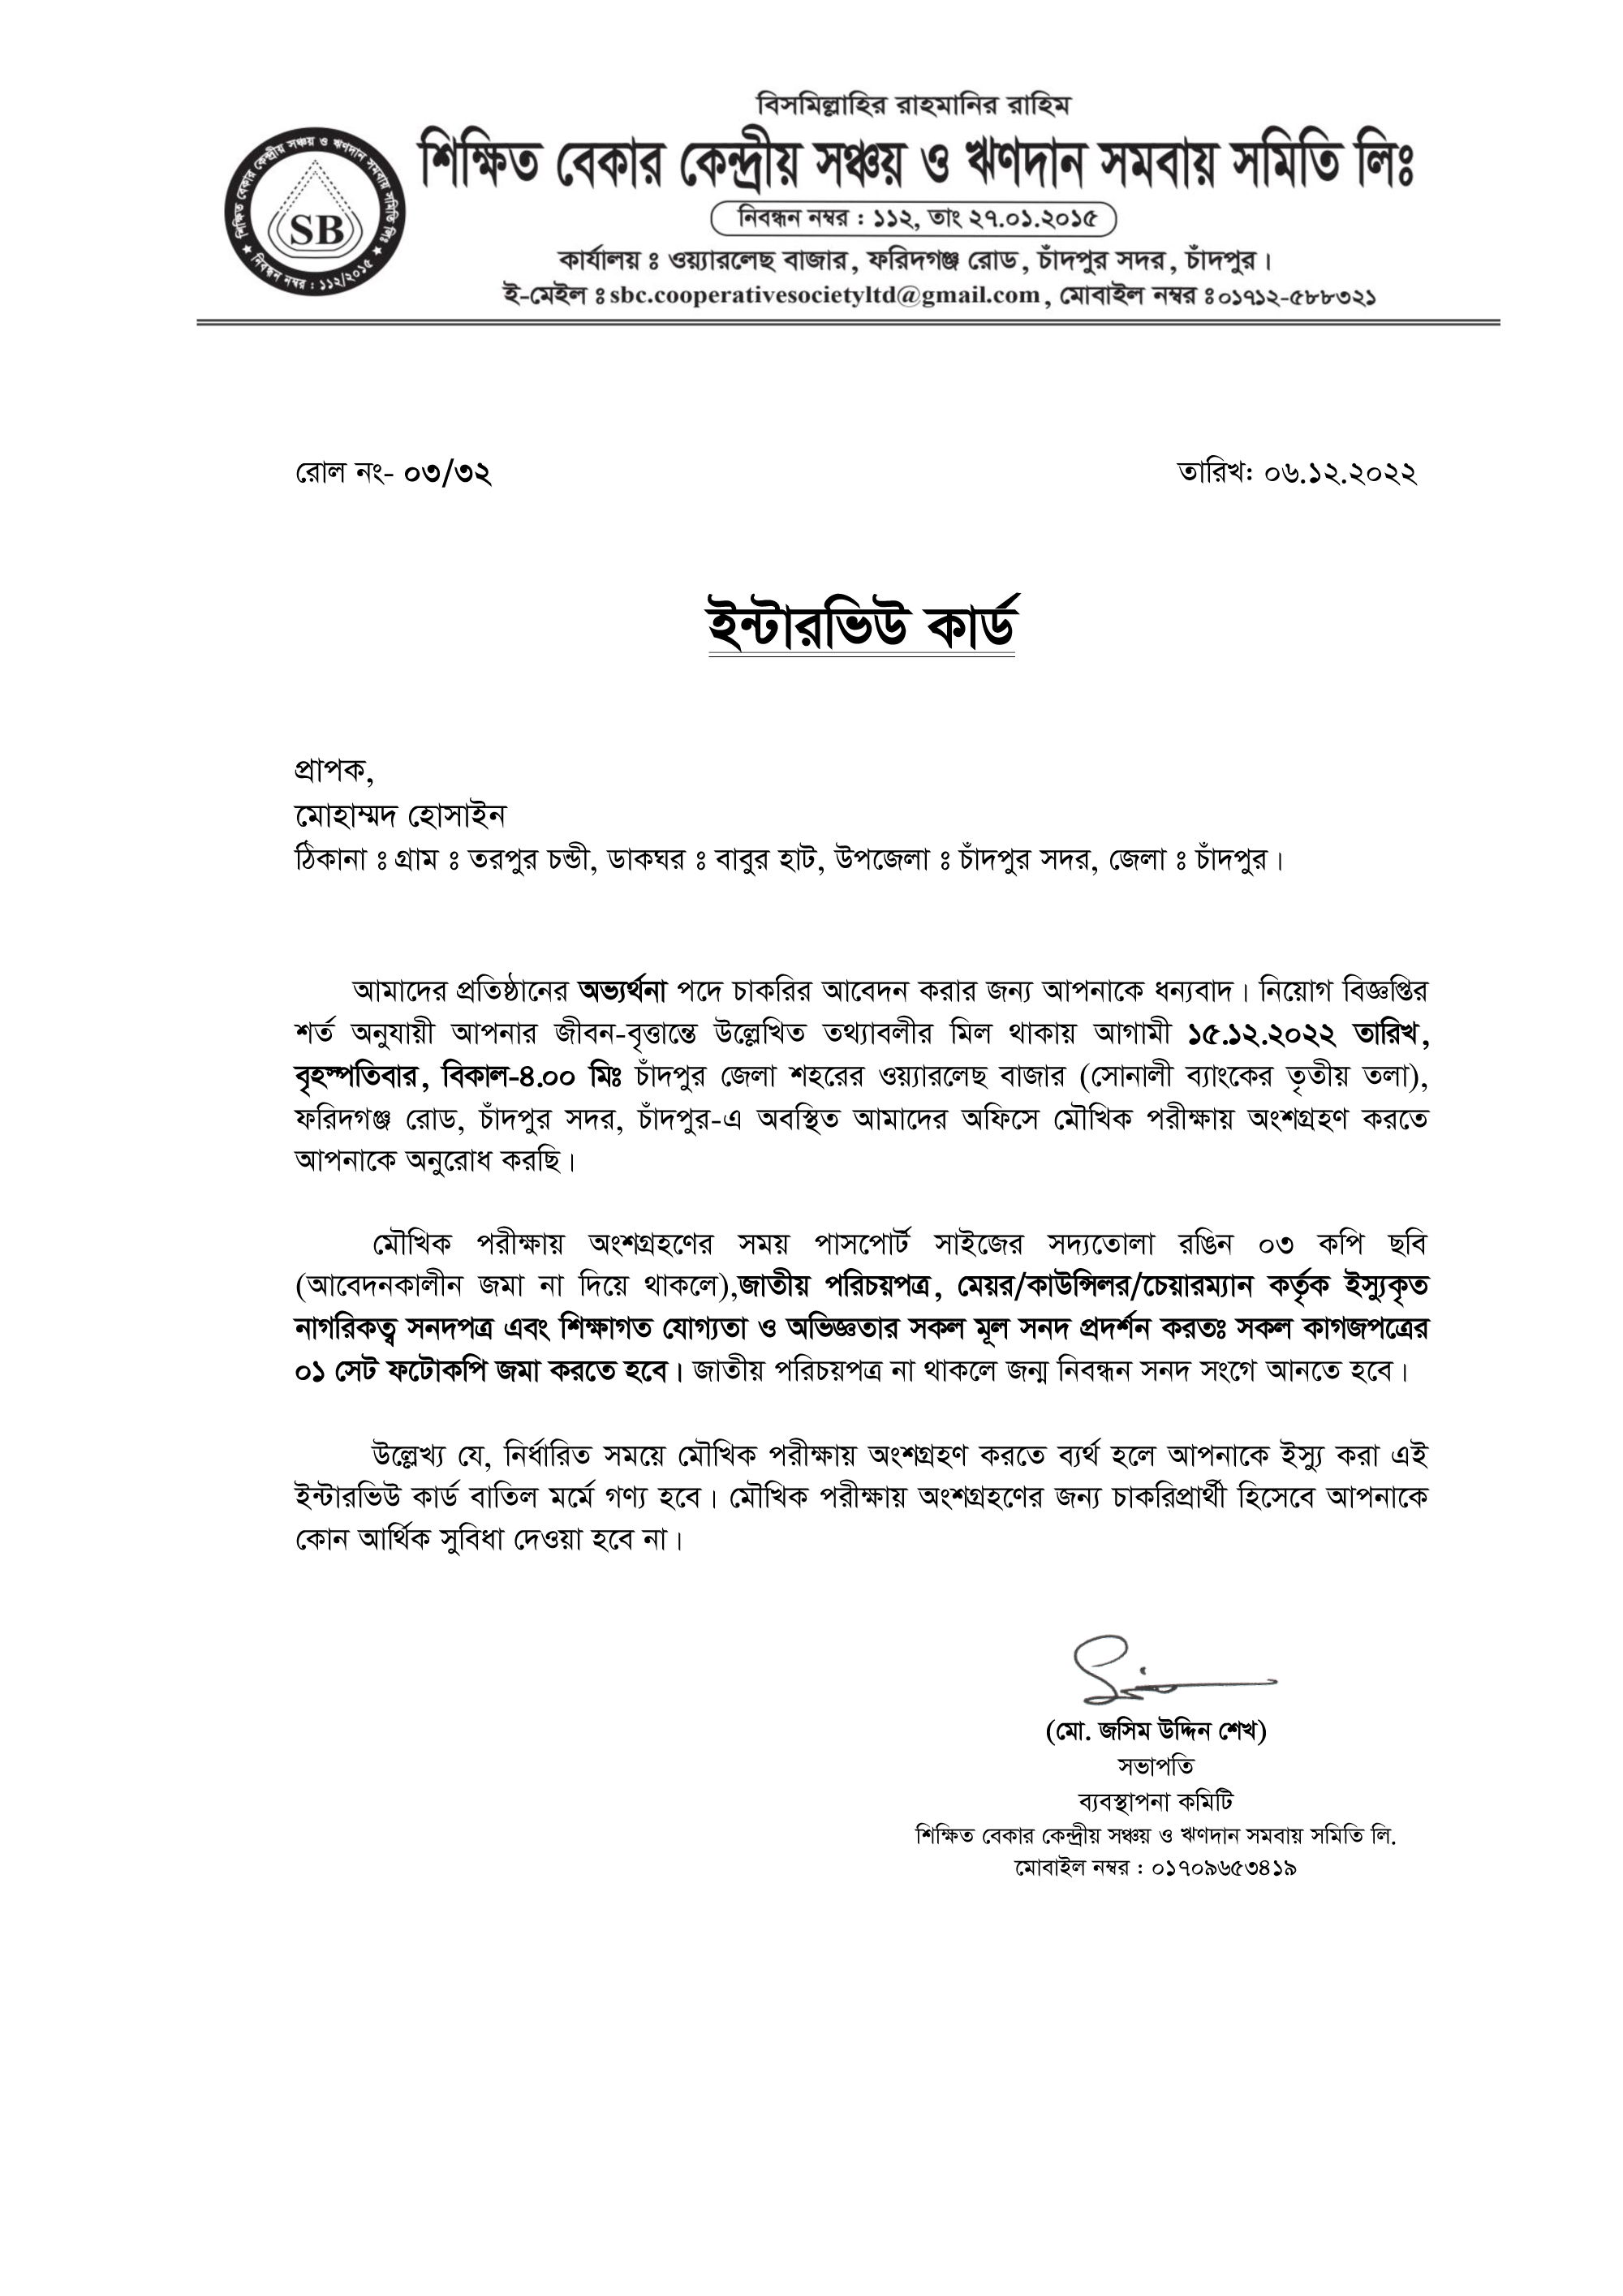 বিসমিল্লাহির রাহমানির রাহিম
শিক্ষিত বেকার কেন্দ্রীয় সঞ্চয় ও ঋণদান সমবায় সমিতি লিঃ
শিক্ষিত বেকার কেন্দ্রীয় সঞ্চয় ও ঋণদান সমবায় সমিতি লিঃ
SB
★ নিবন্ধন নম্বর : ১১২/২০১৫ ★
নিবন্ধন নম্বর : ১১২, তাং ২৭.০১.২০১৫
কার্যালয় ঃ ওয়্যারলেছ বাজার, ফরিদগঞ্জ রোড, চাঁদপুর সদর, চাঁদপুর।
ই-মেইল ঃ sbc.cooperativesocietyltd@gmail.com, মোবাইল নম্বর ঃ ০১৭১২-৫৮৮৩২১
রোল নং- ০৩/৩২ তারিখ: ০৬.১২.২০২২
ইন্টারভিউ কার্ড
প্রাপক,
মোহাম্মদ হোসাইন
ঠিকানা ঃ গ্রাম ঃ তরপুর চন্ডী, ডাকঘর ঃ বাবুর হাট, উপজেলা ঃ চাঁদপুর সদর, জেলা ঃ চাঁদপুর।
আমাদের প্রতিষ্ঠানের অভ্যর্থনা পদে চাকরির আবেদন করার জন্য আপনাকে ধন্যবাদ। নিয়োগ বিজ্ঞপ্তির
শর্ত অনুযায়ী আপনার জীবন-বৃত্তান্তে উল্লেখিত তথ্যাবলীর মিল থাকায় আগামী ১৫.১২.২০২২ তারিখ,
বৃহস্পতিবার, বিকাল-৪.০০ মিঃ চাঁদপুর জেলা শহরের ওয়্যারলেছ বাজার (সোনালী ব্যাংকের তৃতীয় তলা),
ফরিদগঞ্জ রোড, চাঁদপুর সদর, চাঁদপুর-এ অবস্থিত আমাদের অফিসে মৌখিক পরীক্ষায় অংশগ্রহণ করতে
আপনাকে অনুরোধ করছি।
মৌখিক পরীক্ষায় অংশগ্রহণের সময় পাসপোর্ট সাইজের সদ্যতোলা রঙিন ০৩ কপি ছবি
(আবেদনকালীন জমা না দিয়ে থাকলে),জাতীয় পরিচয়পত্র, মেয়র/কাউন্সিলর/চেয়ারম্যান কর্তৃক ইস্যুকৃত
নাগরিকত্ব সনদপত্র এবং শিক্ষাগত যোগ্যতা ও অভিজ্ঞতার সকল মূল সনদ প্রদর্শন করতঃ সকল কাগজপত্রের
০১ সেট ফটোকপি জমা করতে হবে। জাতীয় পরিচয়পত্র না থাকলে জন্ম নিবন্ধন সনদ সংগে আনতে হবে।
উল্লেখ্য যে, নির্ধারিত সময়ে মৌখিক পরীক্ষায় অংশগ্রহণ করতে ব্যর্থ হলে আপনাকে ইস্যু করা এই
ইন্টারভিউ কার্ড বাতিল মর্মে গণ্য হবে। মৌখিক পরীক্ষায় অংশগ্রহণের জন্য চাকরিপ্রার্থী হিসেবে আপনাকে
কোন আর্থিক সুবিধা দেওয়া হবে না।
(মো. জসিম উদ্দিন শেখ)
সভাপতি
ব্যবস্থাপনা কমিটি
শিক্ষিত বেকার কেন্দ্রীয় সঞ্চয় ও ঋণদান সমবায় সমিতি লি.
মোবাইল নম্বর : ০১৭০৯৬৫৩৪১৯